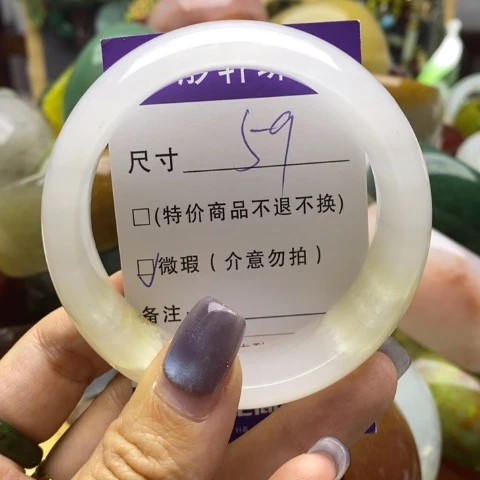 尺寸 59
□(特价商品不退不换)
☑微瑕(介意勿拍)
备注: